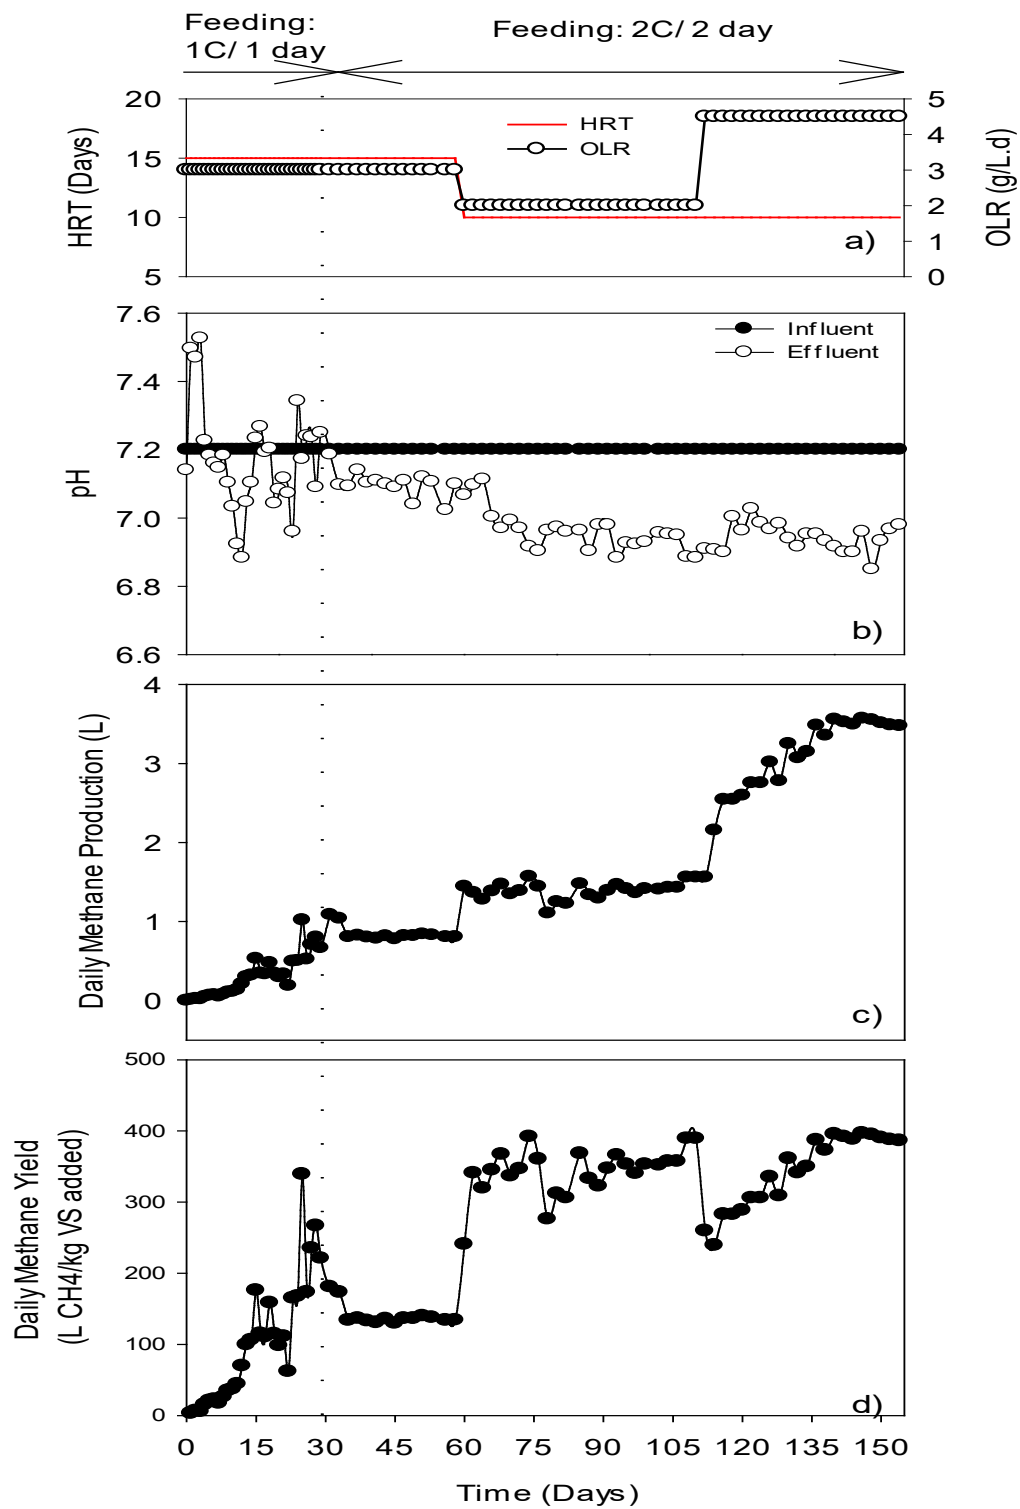 Feeding:
1C/ 1 day
Feeding: 2C/ 2 day
20
15
10
5
HRT (Days)
HRT
OLR
a)
5
4
3
2
1
0
OLR (g/L.d)
7.6
7.4
7.2
7.0
6.8
6.6
pH
Influent
Effluent
b)
4
3
2
1
0
Daily Methane Production (L)
c)
500
400
300
200
100
0
Daily Methane Yield
(L CH4/kg VS added)
d)
0 15 30 45 60 75 90 105 120 135 150
Time (Days)